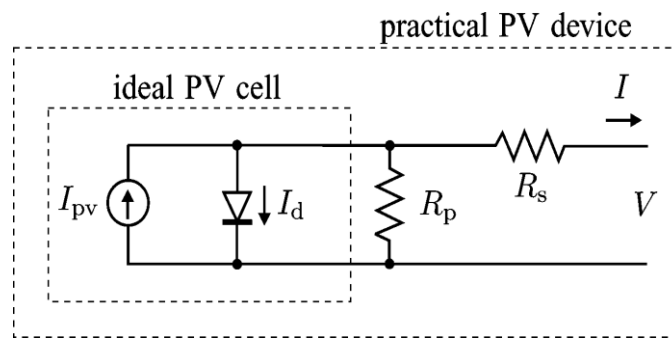 practical PV device
ideal PV cell
I
I_pv
I_d
R_p
R_s
V